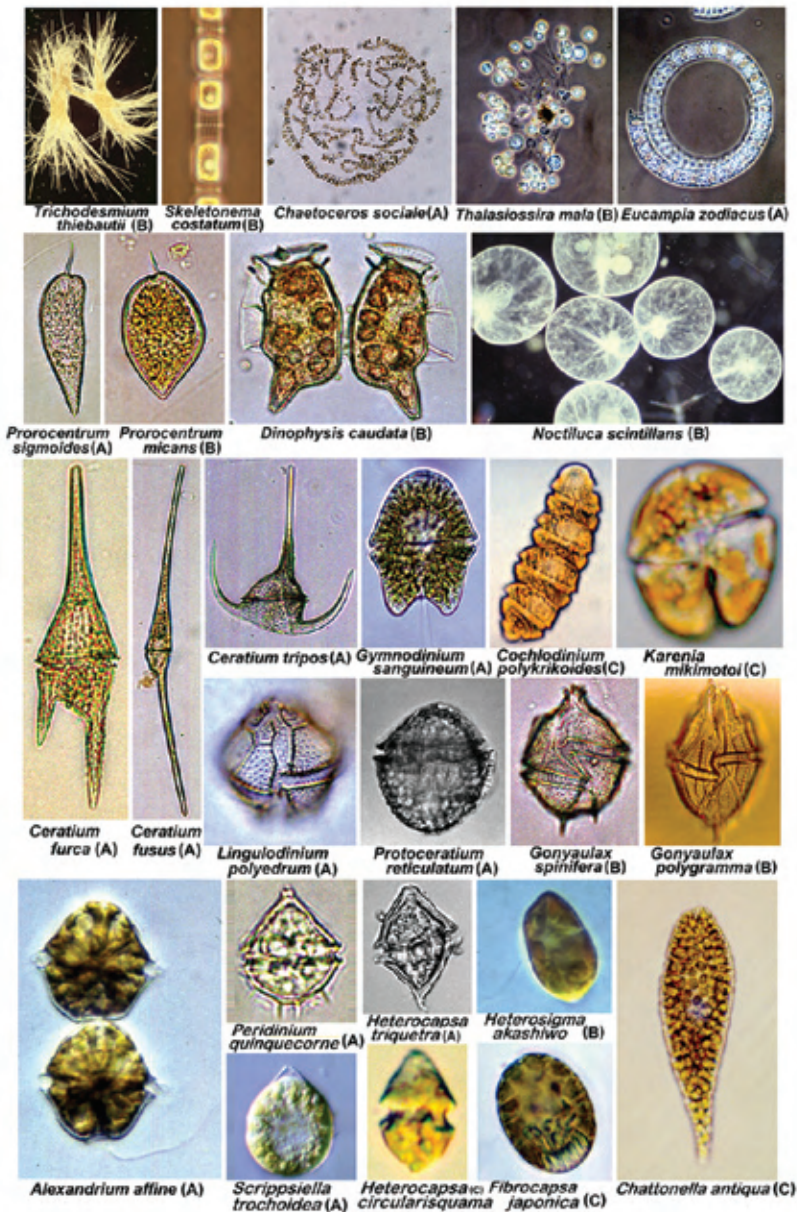 Trichodesmium
thiebautii (B)
Skeletonema
costatum (B)
Chaetoceros sociale (A)
Thalasiossira mala (B)
Eucampia zodiacus (A)
Prorocentrum
sigmoides (A)
Prorocentrum
micans (B)
Dinophysis caudata (B)
Noctiluca scintillans (B)
Ceratium tripos (A)
Gymnodinium
sanguineum (A)
Cochlodinium
polykrikoides (C)
Karenia
mikimotoi (C)
Ceratium
furca (A)
Ceratium
fusus (A)
Lingulodinium
polyedrum (A)
Protoceratium
reticulatum (A)
Gonyaulax
spinifera (B)
Gonyaulax
polygramma (B)
Peridinium
quinquecorne (A)
Heterocapsa
triquetra (A)
Heterosigma
akashiwo (B)
Alexandrium affine (A)
Scrippsiella
trochoidea (A)
Heterocapsa (C)
circularisquama
Fibrocapsa
japonica (C)
Chattonella antiqua (C)